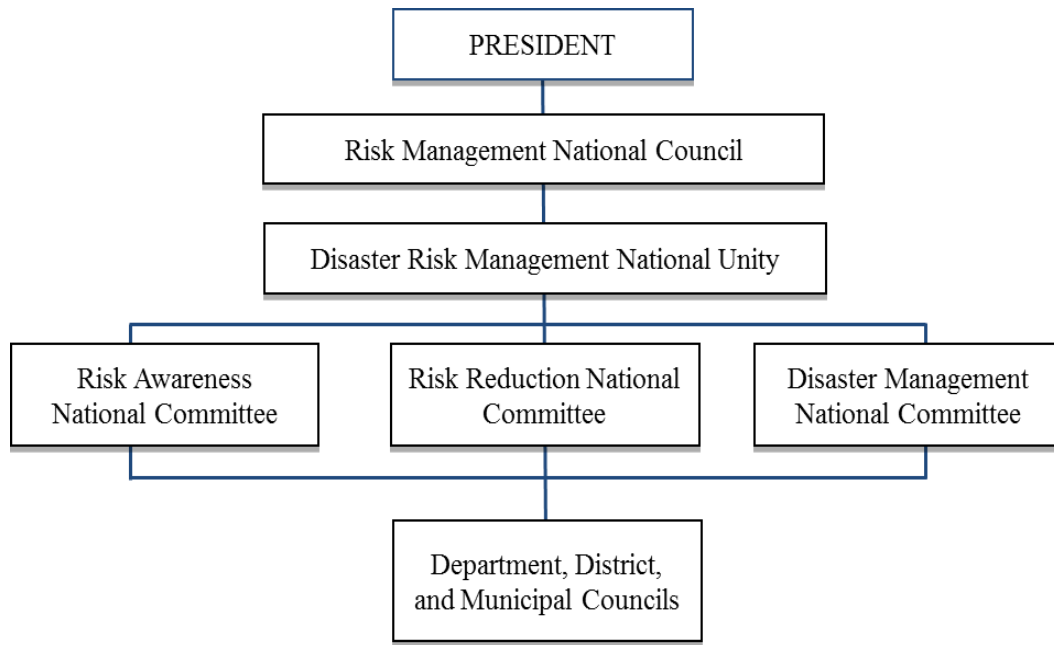 PRESIDENT
Risk Management National Council
Disaster Risk Management National Unity
Risk Awareness
National Committee
Risk Reduction National
Committee
Disaster Management
National Committee
Department, District,
and Municipal Councils